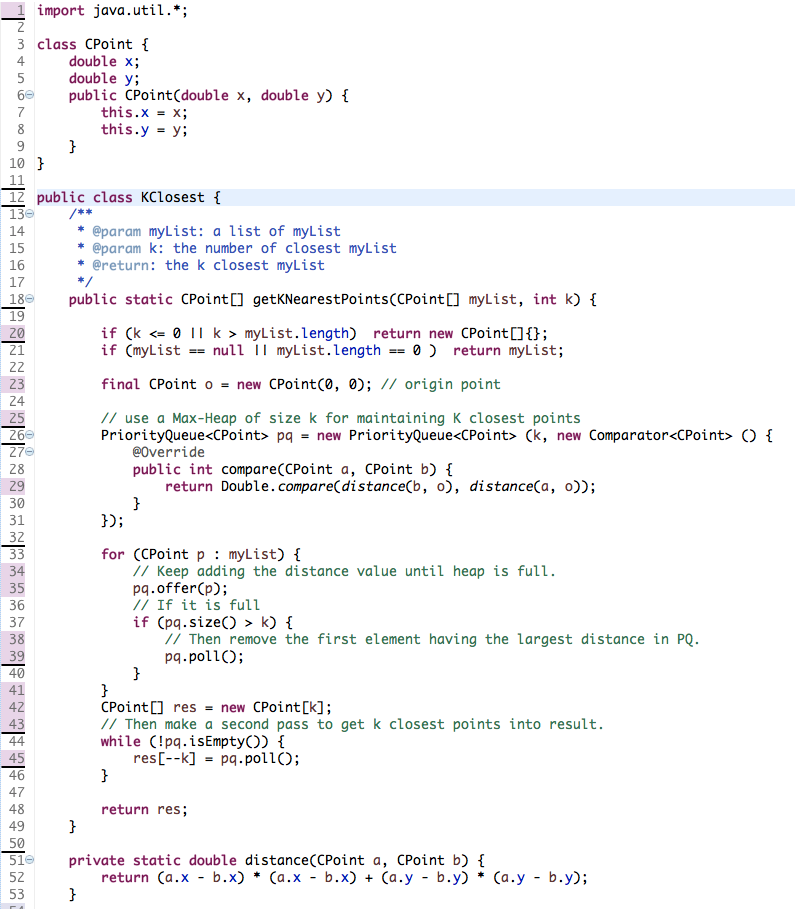 1 import java.util.*;
2
3 class CPoint {
4     double x;
5     double y;
6     public CPoint(double x, double y) {
7         this.x = x;
8         this.y = y;
9     }
10 }
11
12 public class KClosest {
13     /**
14      * @param myList: a list of myList
15      * @param k: the number of closest myList
16      * @return: the k closest myList
17      */
18     public static CPoint[] getKNearestPoints(CPoint[] myList, int k) {
19
20         if (k <= 0 || k > myList.length)  return new CPoint[]{};
21         if (myList == null || myList.length == 0 )  return myList;
22
23         final CPoint o = new CPoint(0, 0); // origin point
24
25         // use a Max-Heap of size k for maintaining K closest points
26         PriorityQueue<CPoint> pq = new PriorityQueue<CPoint> (k, new Comparator<CPoint> () {
27             @Override
28             public int compare(CPoint a, CPoint b) {
29                 return Double.compare(distance(b, o), distance(a, o));
30             }
31         });
32
33         for (CPoint p : myList) {
34             // Keep adding the distance value until heap is full.
35             pq.offer(p);
36             // If it is full
37             if (pq.size() > k) {
38                 // Then remove the first element having the largest distance in PQ.
39                 pq.poll();
40             }
41         }
42         CPoint[] res = new CPoint[k];
43         // Then make a second pass to get k closest points into result.
44         while (!pq.isEmpty()) {
45             res[--k] = pq.poll();
46         }
47
48         return res;
49     }
50
51     private static double distance(CPoint a, CPoint b) {
52         return (a.x - b.x) * (a.x - b.x) + (a.y - b.y) * (a.y - b.y);
53     }